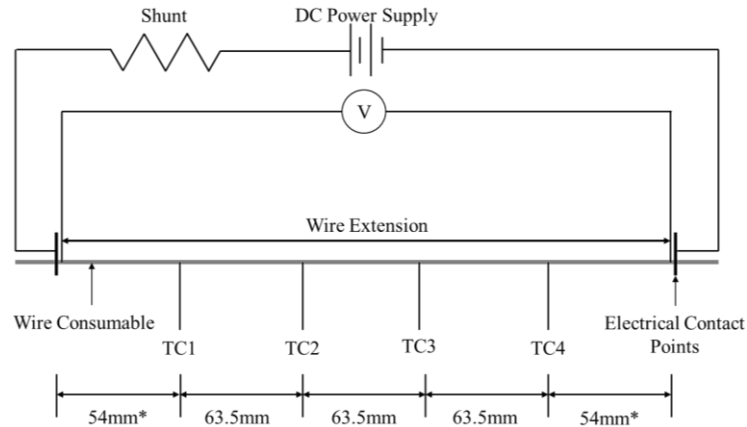 Shunt
DC Power Supply
V
Wire Extension
Wire Consumable
Electrical Contact
Points
TC1
TC2
TC3
TC4
54mm*
63.5mm
63.5mm
63.5mm
54mm*